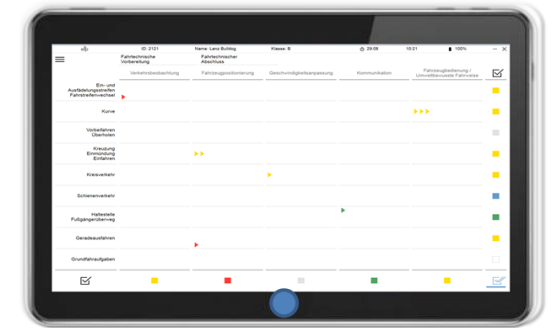 ID: 2121 Name: Lenz Bulldog Klasse: B 29:09 10:21 100%
Fahrtechnische
Vorbereitung
Fahrtechnischer
Abschluss
Verkehrsbeobachtung Fahrzeugpositionierung Geschwindigkeitsanpassung Kommunikation
Fahrzeugbedienung /
Umweltbewusste Fahrweise
Ein- und
Ausfädelungsstreifen
Fahrstreifenwechsel
Kurve
Vorbeifahren
Überholen
Kreuzung
Einmündung
Einfahren
Kreisverkehr
Schienenverkehr
Haltestelle
Fußgängerüberweg
Geradeausfahren
Grundfahraufgaben